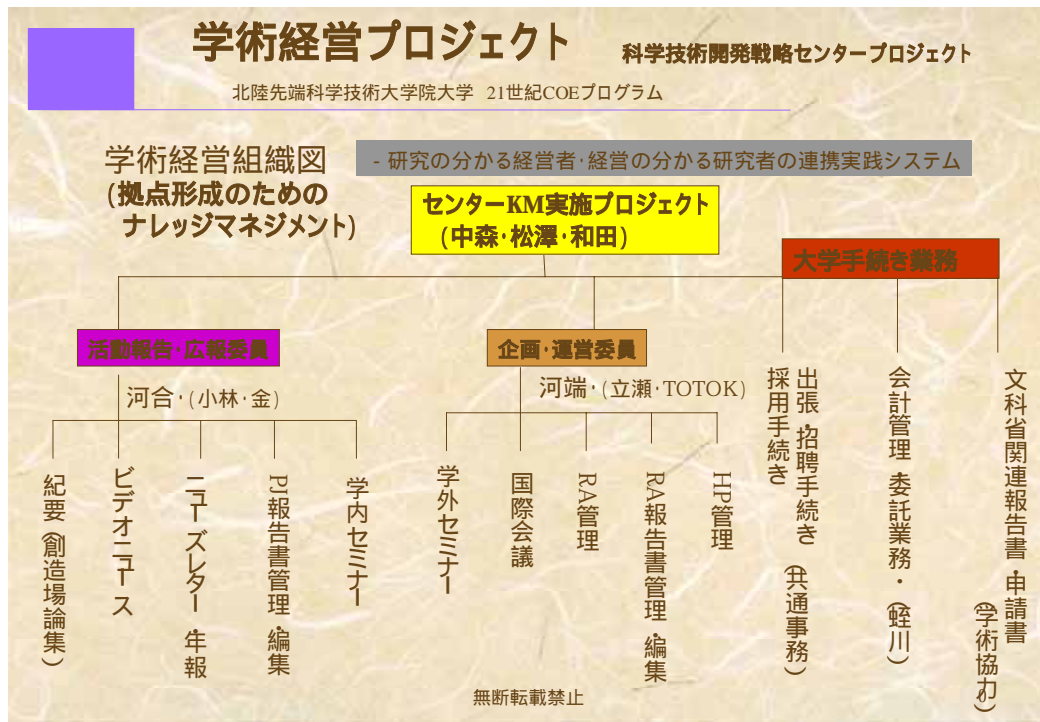 学術経営プロジェクト
科学技術開発戦略センタープロジェクト
北陸先端科学技術大学院大学 21世紀COEプログラム
学術経営組織図
(拠点形成のための
ナレッジマネジメント)
- 研究の分かる経営者・経営の分かる研究者の連携実践システム
センターKM実施プロジェクト
(中森・松澤・和田)
大学手続き業務
活動報告・広報委員
企画・運営委員
河合・(小林・金)
河端・(立瀬・TOTOK)
紀要(創造場論集)
ビデオニュース
ニューズレター・年報
PJ報告書管理・編集
学内セミナー
学外セミナー
国際会議
RA管理
RA報告書管理・編集
HP管理
出張・招聘手続き
採用手続き
(共通事務)
会計管理・委託業務・(蛭川)
文科省関連報告書・申請書
(学術協力)
無断転載禁止